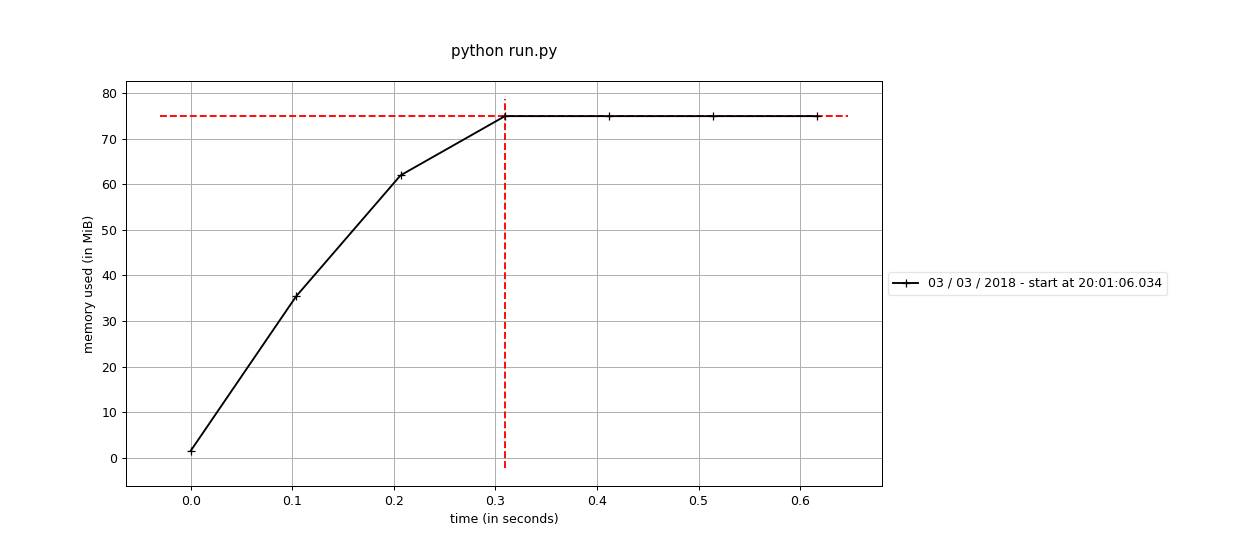 python run.py
80
70
60
50
40
30
20
10
0
memory used (in MiB)
0.0 0.1 0.2 0.3 0.4 0.5 0.6
time (in seconds)
03 / 03 / 2018 - start at 20:01:06.034